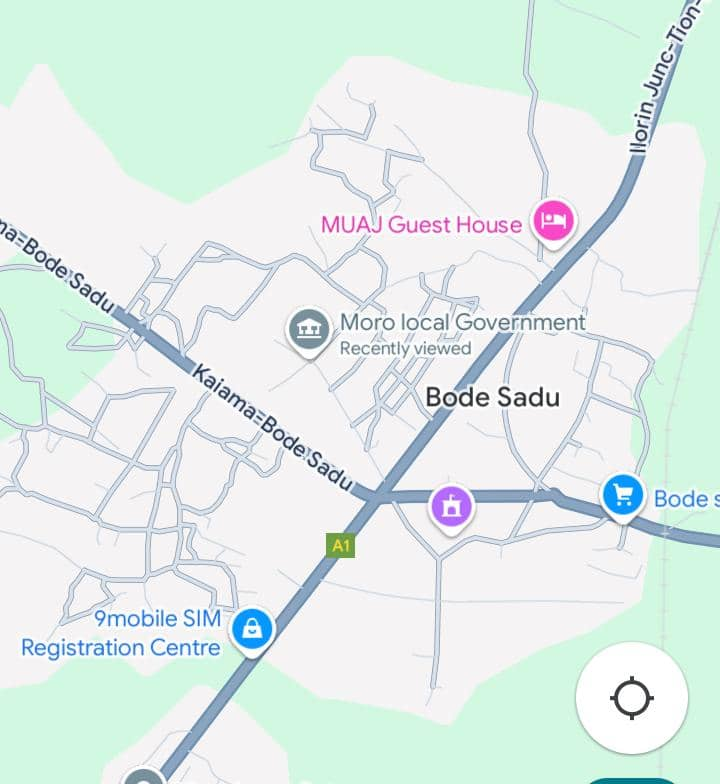 Ilorin Junc-Tion-
MUAJ Guest House
ma-Bode Sadu
Moro local Government
Recently viewed
Kaiama-Bode Sadu
Bode Sadu
Bode s
A1
9mobile SIM
Registration Centre